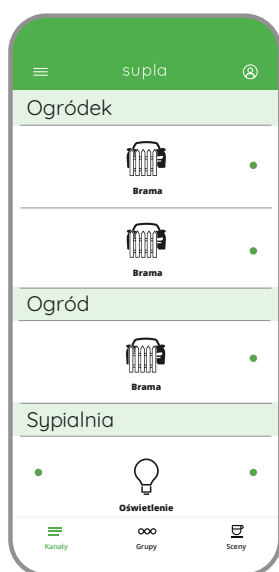 supla
Ogródek
Brama
Brama
Ogród
Brama
Sypialnia
Oświetlenie
Kanały Grupy Sceny